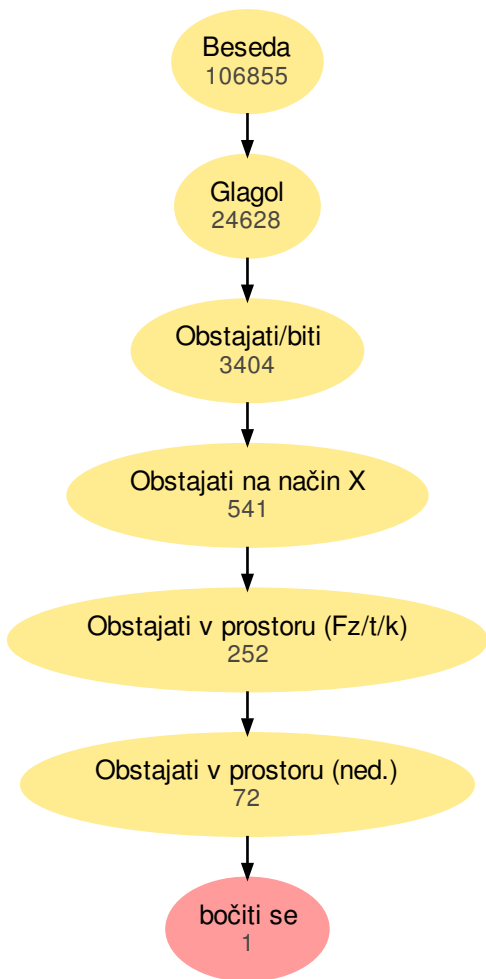 Beseda
106855
Glagol
24628
Obstajati/biti
3404
Obstajati na način X
541
Obstajati v prostoru (Fz/t/k)
252
Obstajati v prostoru (ned.)
72
bočiti se
1